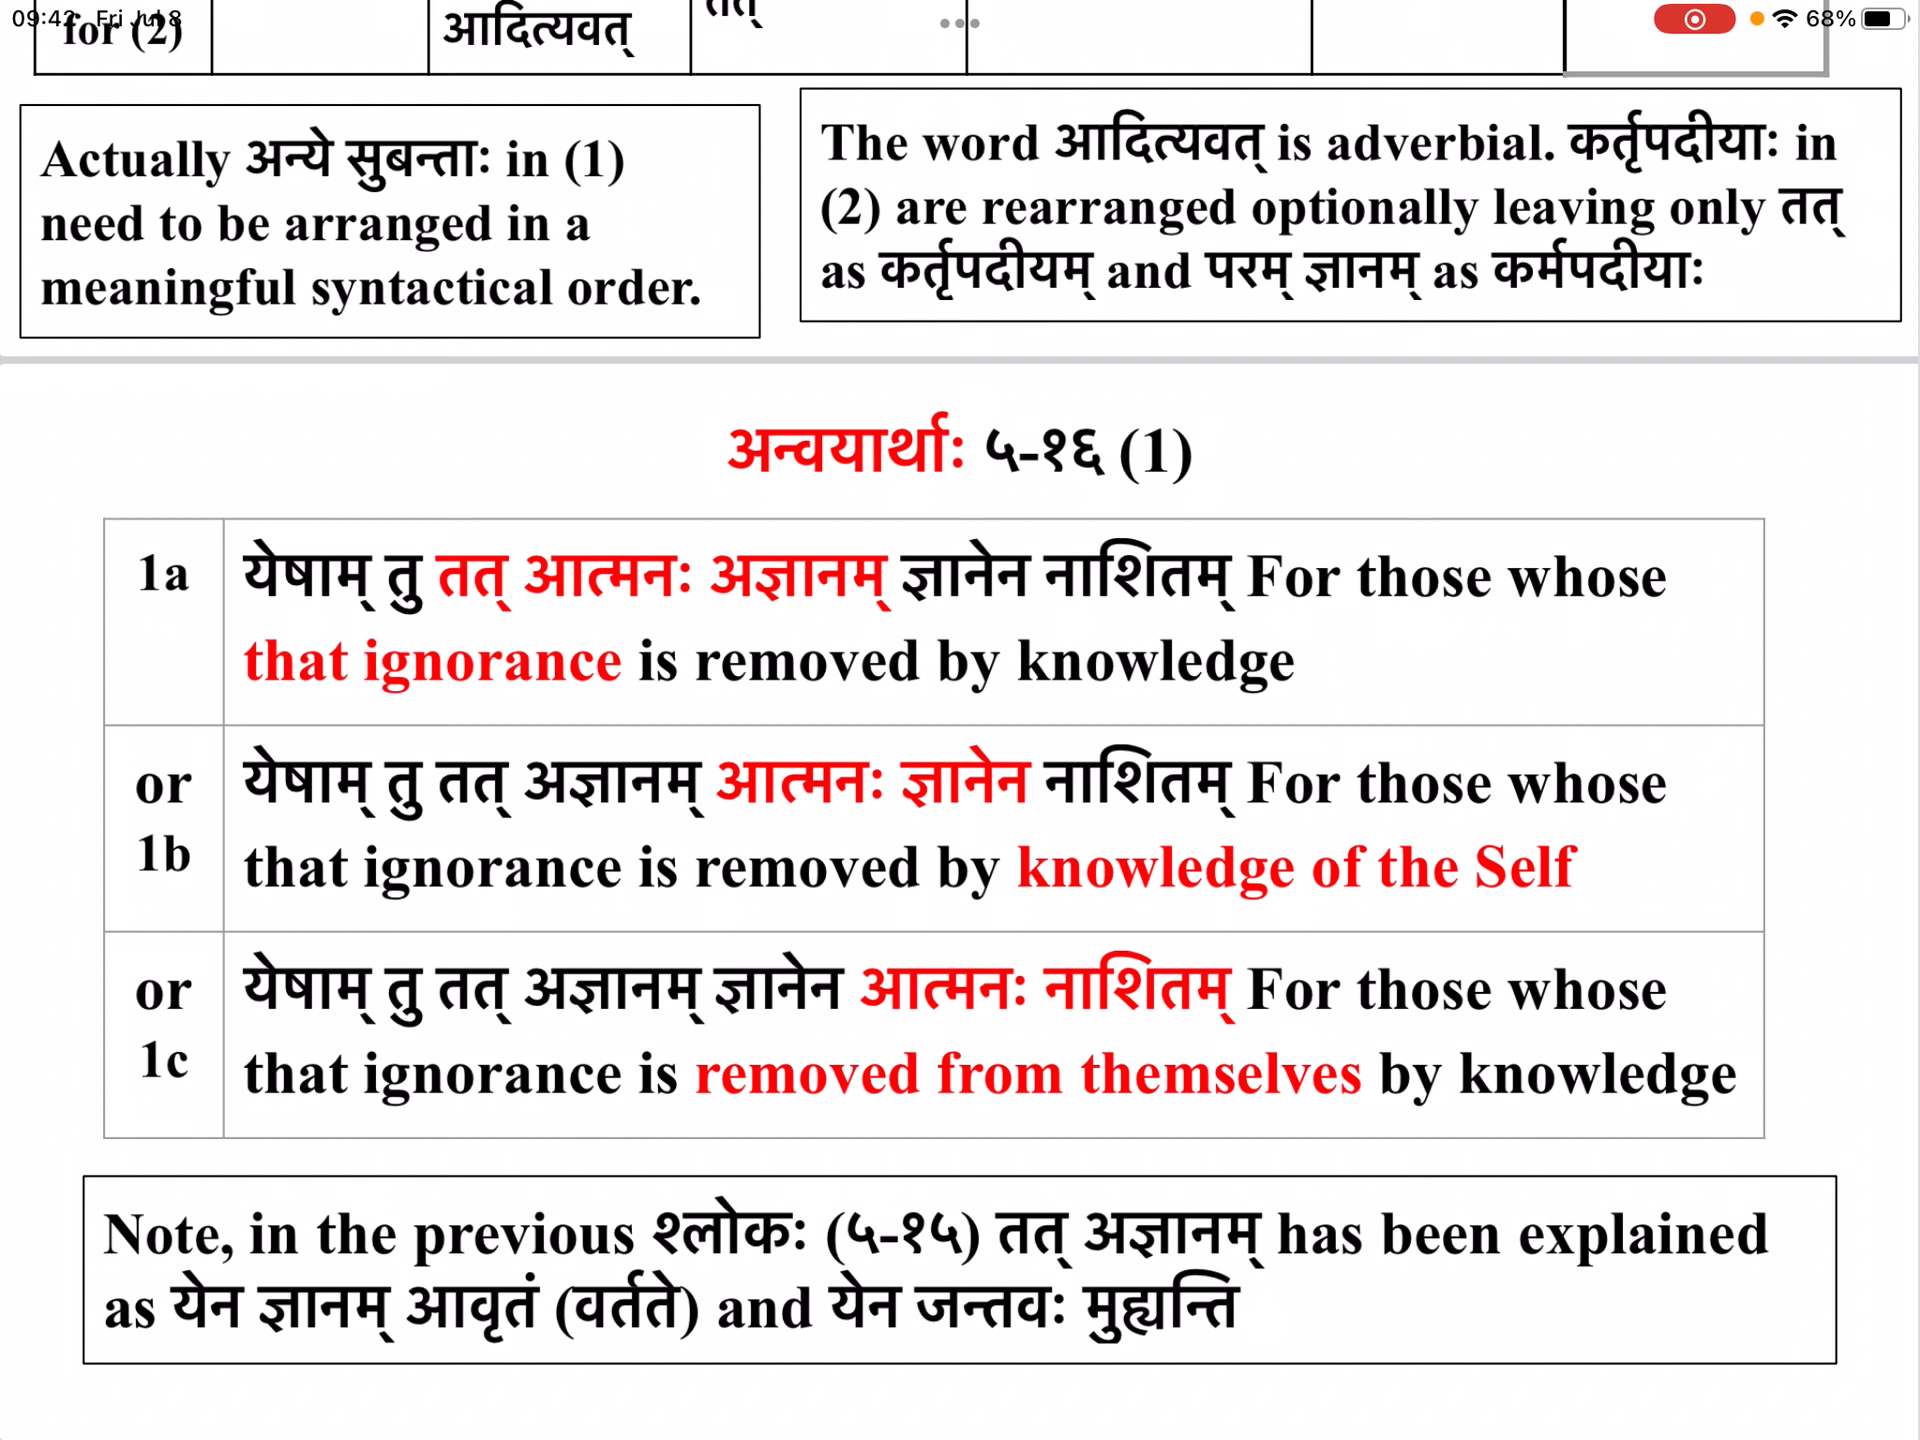 09:42 Fri Jul 8
68%
for (2)
आदित्यवत्
तत्
Actually अन्ये सुबन्ताः in (1)
need to be arranged in a
meaningful syntactical order.
The word आदित्यवत् is adverbial. कर्तृपदीयाः in
(2) are rearranged optionally leaving only तत्
as कर्तृपदीयम् and परम् ज्ञानम् as कर्मपदीयाः
अन्वयार्थाः ५-१६ (1)
1a
येषाम् तु तत् आत्मनः अज्ञानम् ज्ञानेन नाशितम् For those whose
that ignorance is removed by knowledge
or
1b
येषाम् तु तत् अज्ञानम् आत्मनः ज्ञानेन नाशितम् For those whose
that ignorance is removed by knowledge of the Self
or
1c
येषाम् तु तत् अज्ञानम् ज्ञानेन आत्मनः नाशितम् For those whose
that ignorance is removed from themselves by knowledge
Note, in the previous श्लोकः (५-१५) तत् अज्ञानम् has been explained
as येन ज्ञानम् आवृतं (वर्तते) and येन जन्तवः मुह्यन्ति